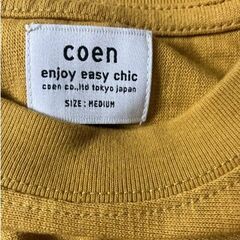 coen
enjoy easy chic
coen co.,ltd tokyo japan
SIZE : MEDIUM